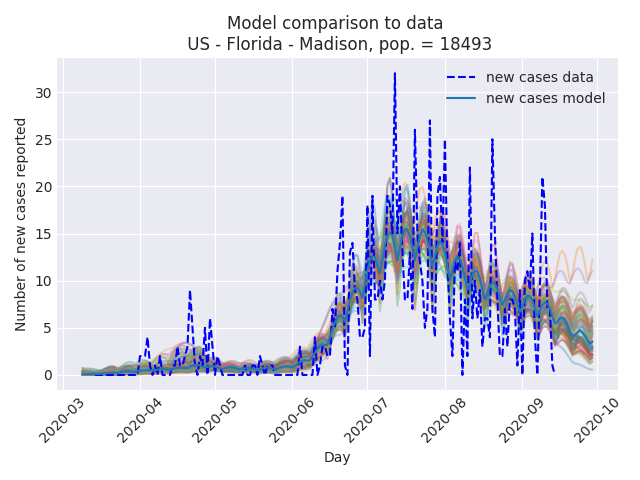 Model comparison to data
US - Florida - Madison, pop. = 18493
new cases data
new cases model
Number of new cases reported
30
25
20
15
10
5
0
2020-03
2020-04
2020-05
2020-06
2020-07
2020-08
2020-09
2020-10
Day